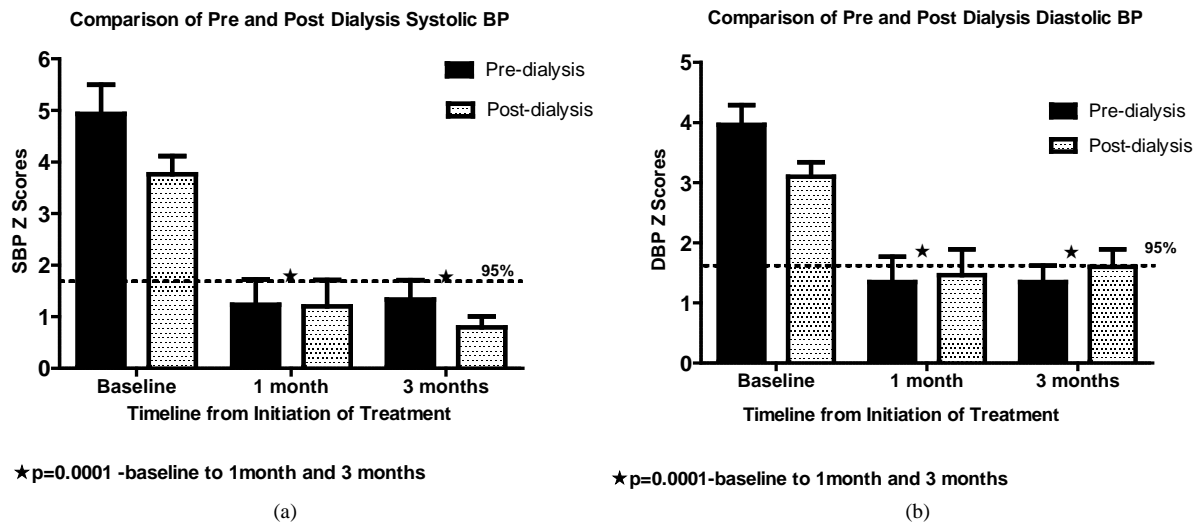 Comparison of Pre and Post Dialysis Systolic BP
6
5
4
3
2
1
0
SBP Z Scores
Pre-dialysis
Post-dialysis
95%
Baseline
1 month
3 months
Timeline from Initiation of Treatment
★p=0.0001 -baseline to 1month and 3 months
(a)
Comparison of Pre and Post Dialysis Diastolic BP
5
4
3
2
1
0
DBP Z Scores
Pre-dialysis
Post-dialysis
95%
Baseline
1 month
3 months
Timeline from Initiation of Treatment
★p=0.0001-baseline to 1month and 3 months
(b)